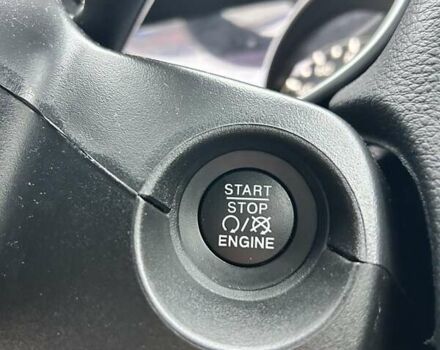 START
STOP
/
ENGINE